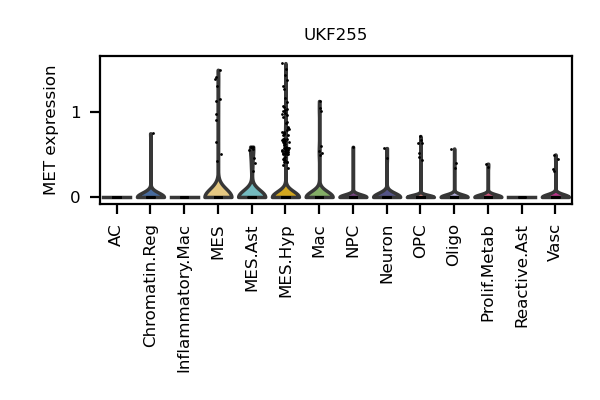 UKF255
MET expression
1
0
AC
Chromatin.Reg
Inflammatory.Mac
MES
MES.Ast
MES.Hyp
Mac
NPC
Neuron
OPC
Oligo
Prolif.Metab
Reactive.Ast
Vasc